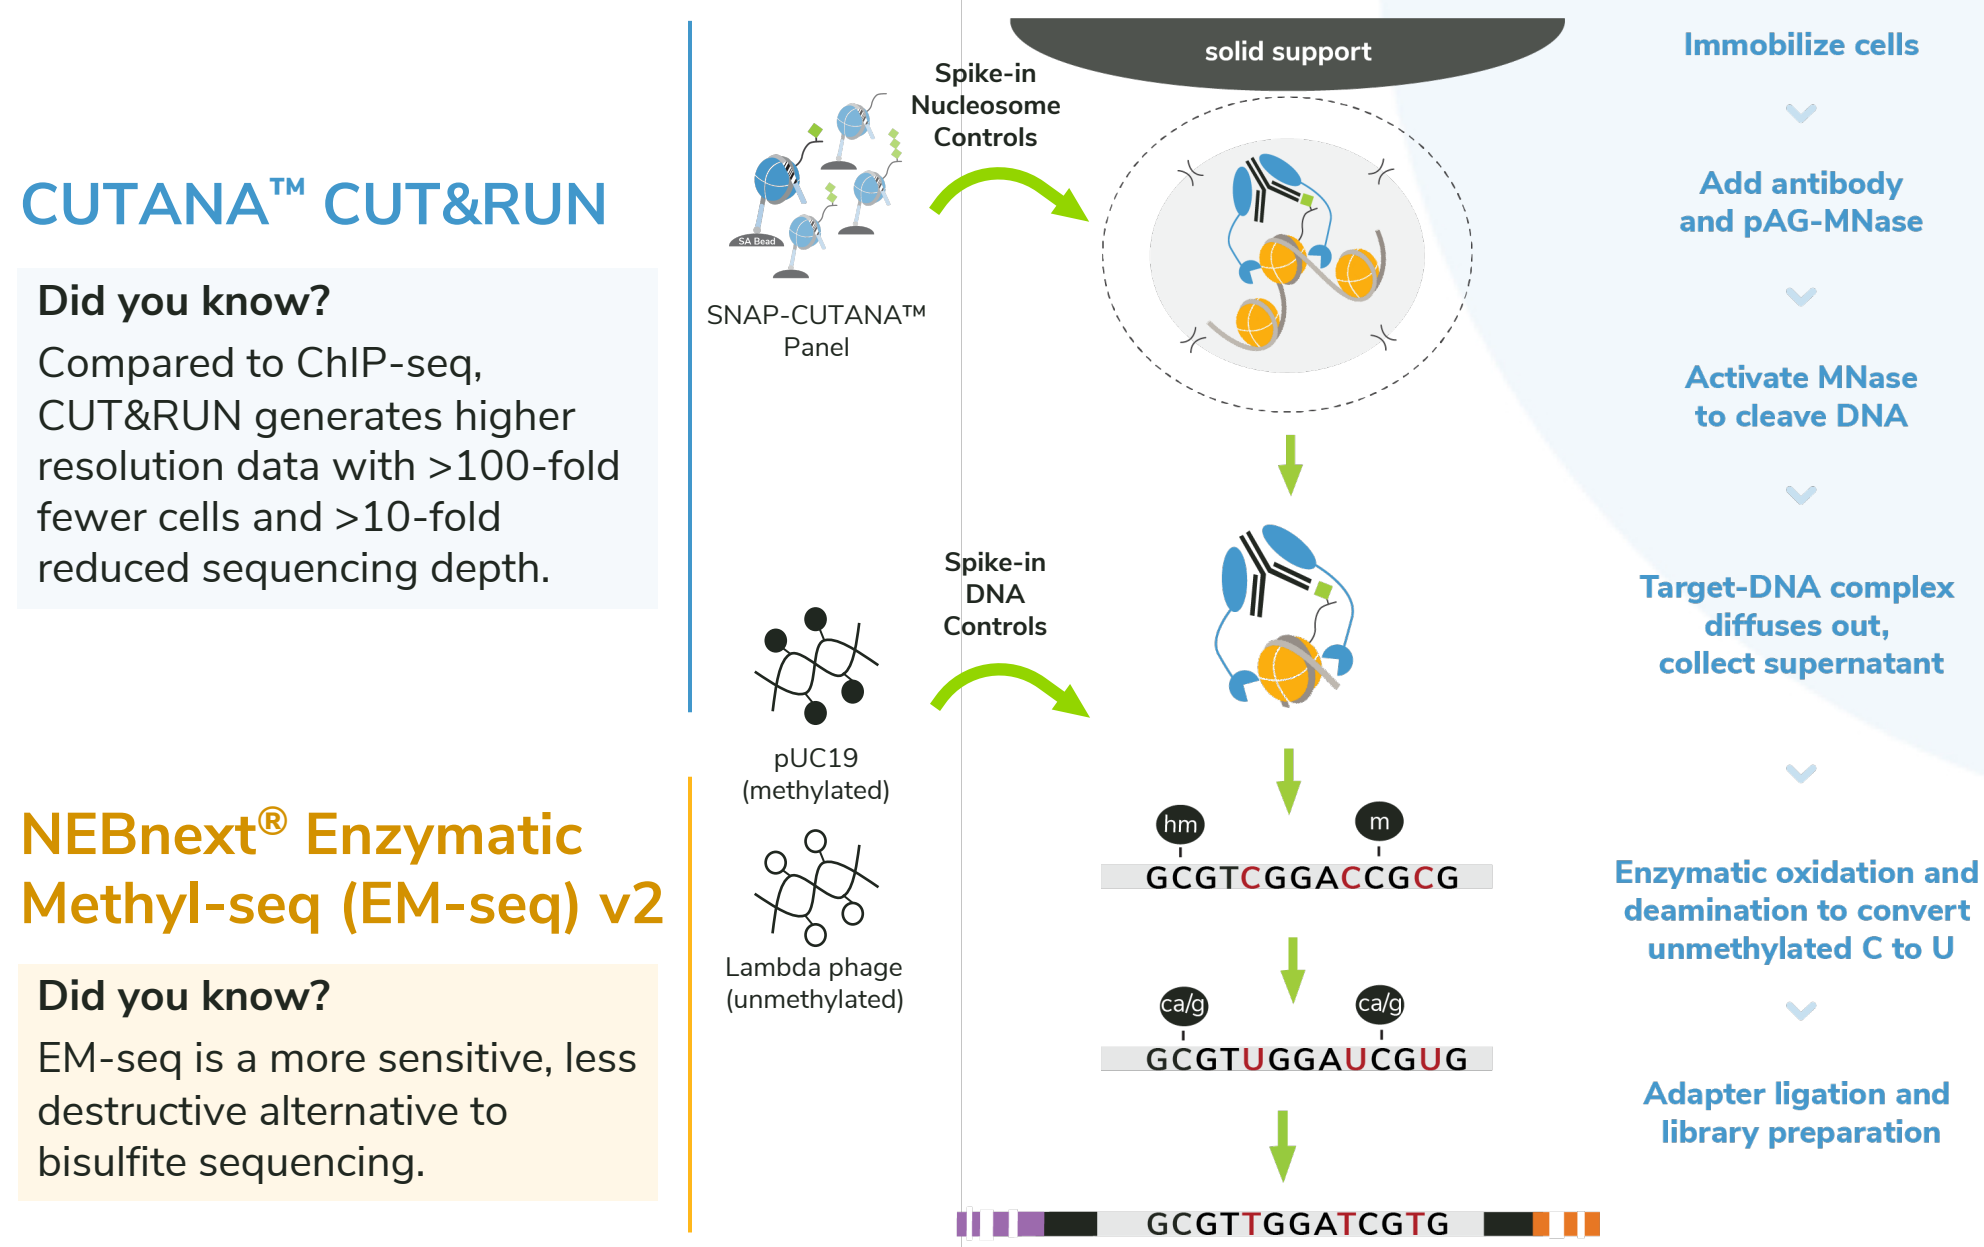 CUTANA™ CUT&RUN
Did you know?
Compared to ChIP-seq,
CUT&RUN generates higher
resolution data with >100-fold
fewer cells and >10-fold
reduced sequencing depth.
NEBnext® Enzymatic
Methyl-seq (EM-seq) v2
Did you know?
EM-seq is a more sensitive, less
destructive alternative to
bisulfite sequencing.
SA Bead
SNAP-CUTANA™
Panel
Spike-in
Nucleosome
Controls
pUC19
(methylated)
Lambda phage
(unmethylated)
Spike-in
DNA
Controls
solid support
hm
m
GCGTCGGACCGCG
ca/g
ca/g
GCGTUGGAUCGUG
GCGTTGGATCGTG
Immobilize cells
Add antibody
and pAG-MNase
Activate MNase
to cleave DNA
Target-DNA complex
diffuses out,
collect supernatant
Enzymatic oxidation and
deamination to convert
unmethylated C to U
Adapter ligation and
library preparation